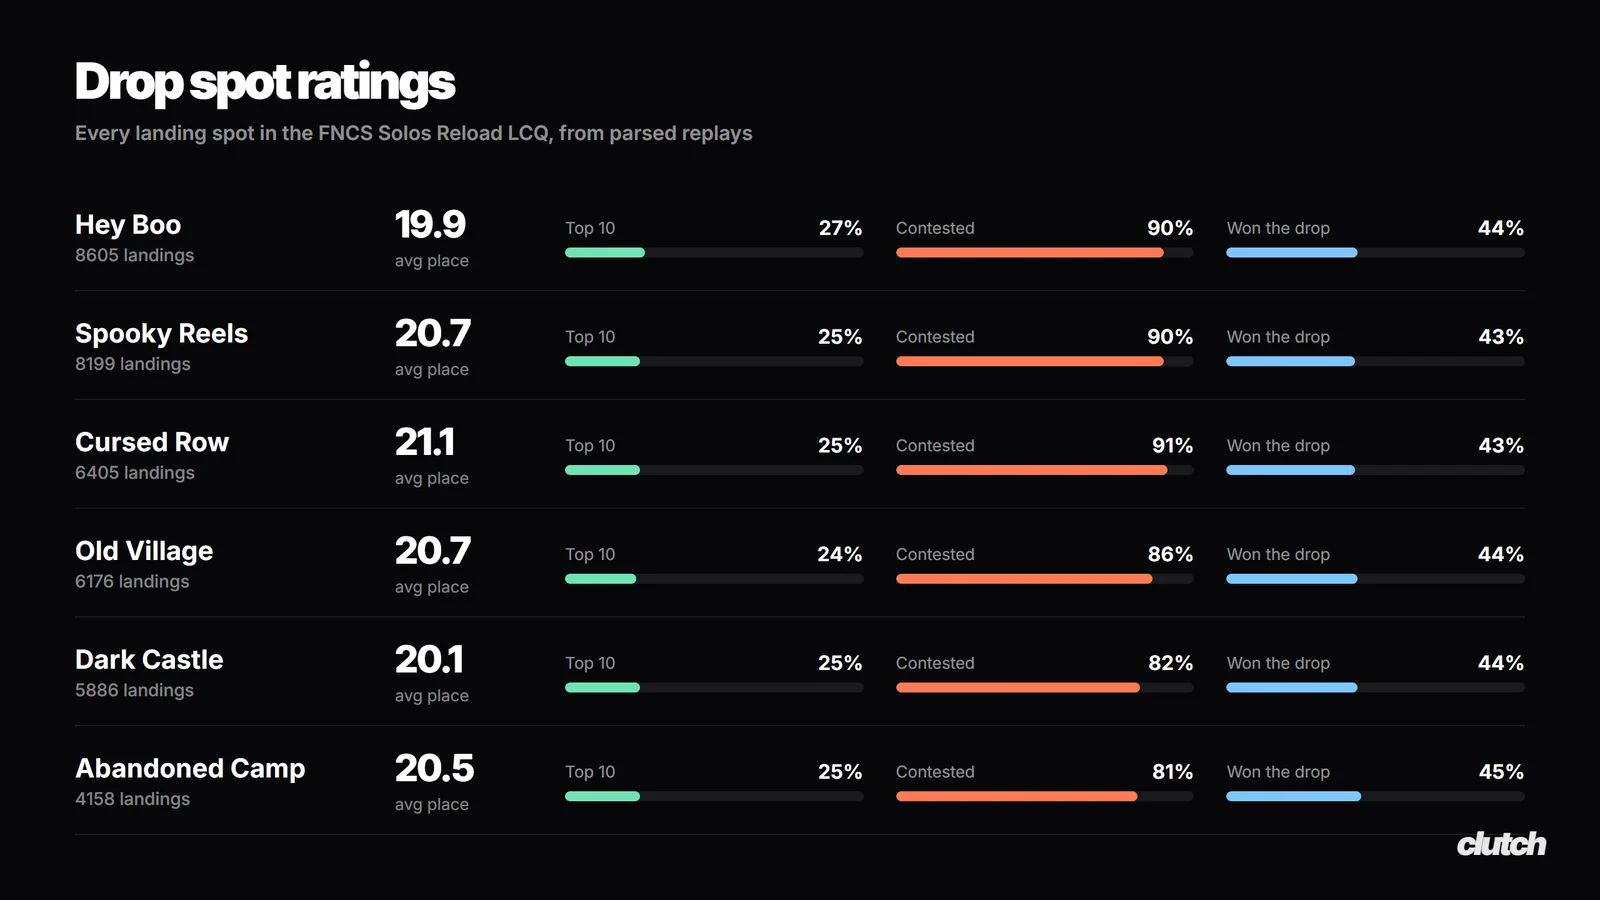 Drop spot ratings
Every landing spot in the FNCS Solos Reload LCQ, from parsed replays
Hey Boo
8605 landings
19.9
avg place
Top 10 27%
Contested 90%
Won the drop 44%
Spooky Reels
8199 landings
20.7
avg place
Top 10 25%
Contested 90%
Won the drop 43%
Cursed Row
6405 landings
21.1
avg place
Top 10 25%
Contested 91%
Won the drop 43%
Old Village
6176 landings
20.7
avg place
Top 10 24%
Contested 86%
Won the drop 44%
Dark Castle
5886 landings
20.1
avg place
Top 10 25%
Contested 82%
Won the drop 44%
Abandoned Camp
4158 landings
20.5
avg place
Top 10 25%
Contested 81%
Won the drop 45%
clutch